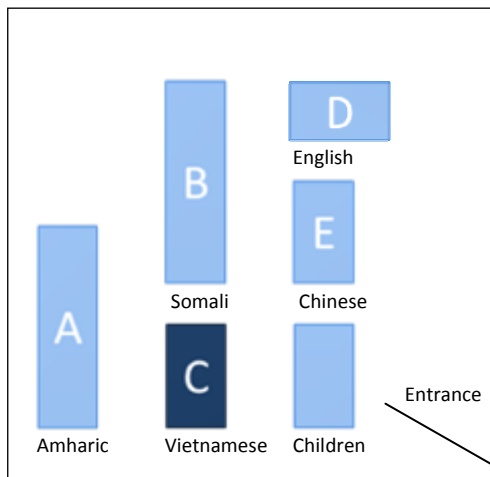 D
English
B
E
Somali
Chinese
A
C
Entrance
Amharic
Vietnamese
Children